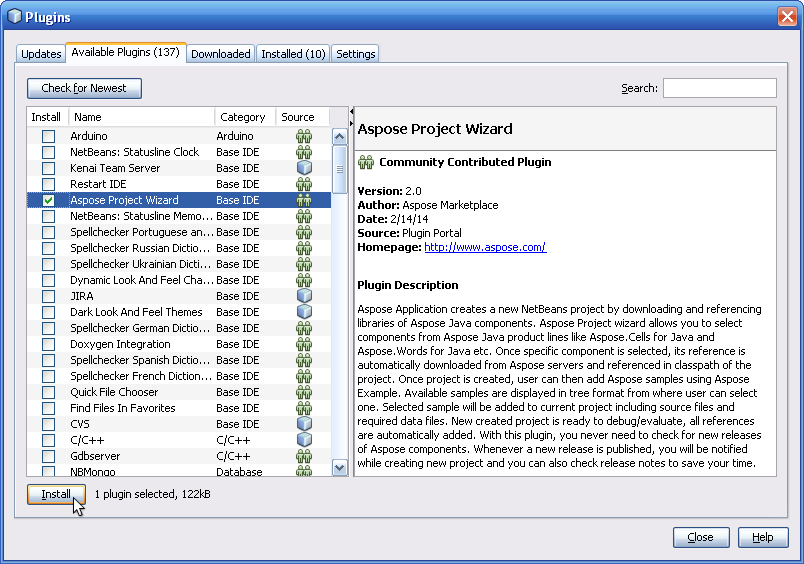 Plugins
Updates Available Plugins (137) Downloaded Installed (10) Settings
Check for Newest Search:
Install Name Category Source
Arduino Arduino
NetBeans: Statusline Clock Base IDE
Kenai Team Server Base IDE
Restart IDE Base IDE
Aspose Project Wizard Base IDE
NetBeans: Statusline Memo... Base IDE
Spellchecker Portuguese an... Base IDE
Spellchecker Russian Dictio... Base IDE
Spellchecker Ukrainian Dicti... Base IDE
Dynamic Look And Feel Cha... Base IDE
JIRA Base IDE
Dark Look And Feel Themes Base IDE
Spellchecker German Diction... Base IDE
Doxygen Integration Base IDE
Spellchecker Spanish Dictio... Base IDE
Spellchecker French Diction... Base IDE
Quick File Chooser Base IDE
Find Files In Favorites Base IDE
CVS Base IDE
C/C++ C/C++
Gdbserver C/C++
NBMongo Database
Aspose Project Wizard
Community Contributed Plugin
Version: 2.0
Author: Aspose Marketplace
Date: 2/14/14
Source: Plugin Portal
Homepage: http://www.aspose.com/
Plugin Description
Aspose Application creates a new NetBeans project by downloading and referencing
libraries of Aspose Java components. Aspose Project wizard allows you to select
components from Aspose Java product lines like Aspose.Cells for Java and
Aspose.Words for Java etc. Once specific component is selected, its reference is
automatically downloaded from Aspose servers and referenced in classpath of the
project. Once project is created, user can then add Aspose samples using Aspose
Example. Available samples are displayed in tree format from where user can select
one. Selected sample will be added to current project including source files and
required data files. New created project is ready to debug/evaluate, all references
are automatically added. With this plugin, you never need to check for new releases
of Aspose components. Whenever a new release is published, you will be notified
while creating new project and you can also check release notes to save your time.
Install 1 plugin selected, 122kB
Close Help